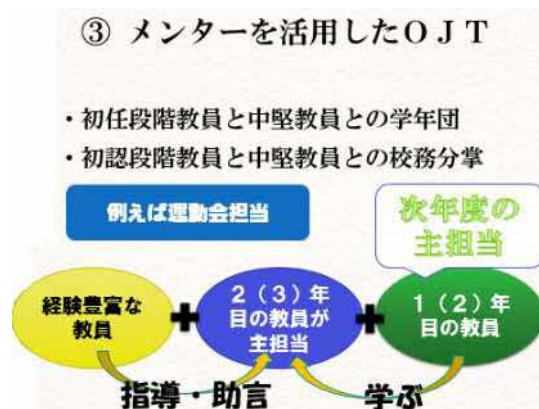 ③ メンターを活用したＯＪＴ
・初任段階教員と中堅教員との学年団
・初認段階教員と中堅教員との校務分掌
例えば運動会担当
次年度の
主担当
経験豊富な
教員
+
２（３）年
目の教員が
主担当
+
１（２）年
目の教員
指導・助言
学ぶ